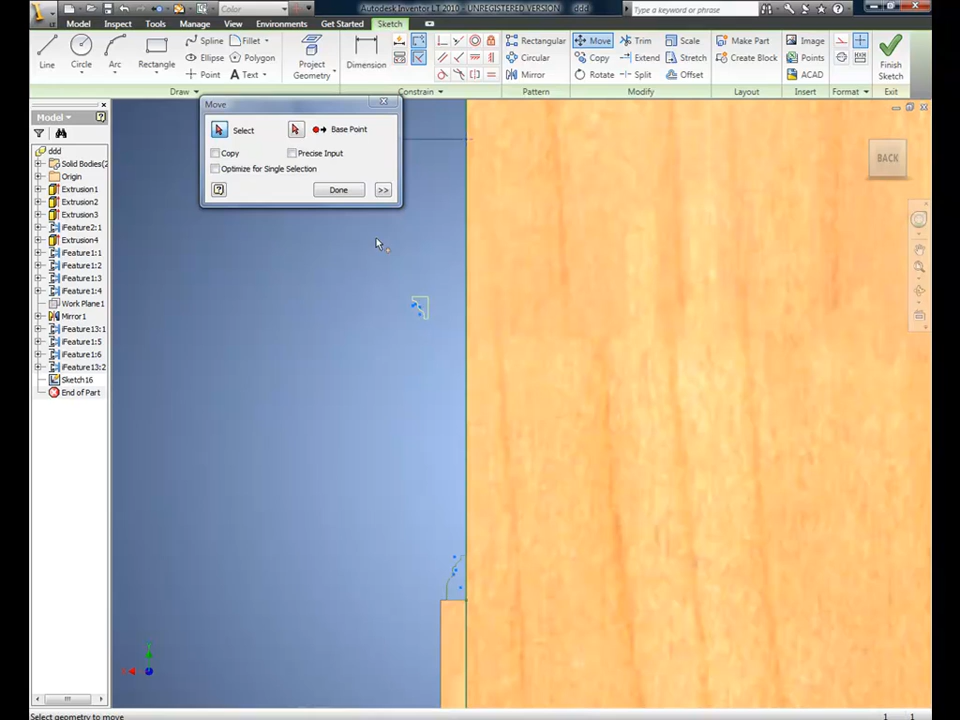 Color
Autodesk Inventor LT 2010 - UNREGISTERED VERSION ddd
Type a keyword or phrase
Model Inspect Tools Manage View Environments Get Started Sketch
Line
Circle
Arc
Rectangle
Spline
Ellipse
Point
Fillet
Polygon
Text
Project
Geometry
Dimension
Rectangular
Circular
Mirror
Move
Copy
Rotate
Trim
Extend
Split
Scale
Stretch
Offset
Make Part
Create Block
Image
Points
ACAD
Finish
Sketch
Draw
Constrain
Pattern
Modify
Layout
Insert
Format
Exit
Model
ddd
Solid Bodies(2
Origin
Extrusion1
Extrusion2
Extrusion3
iFeature2:1
Extrusion4
iFeature1:1
iFeature1:2
iFeature1:3
iFeature1:4
Work Plane1
Mirror1
iFeature13:1
iFeature1:5
iFeature1:6
iFeature13:2
Sketch16
End of Part
Move
Select
Base Point
Copy
Precise Input
Optimize for Single Selection
Done
>>
BACK
Select geometry to move
1 1